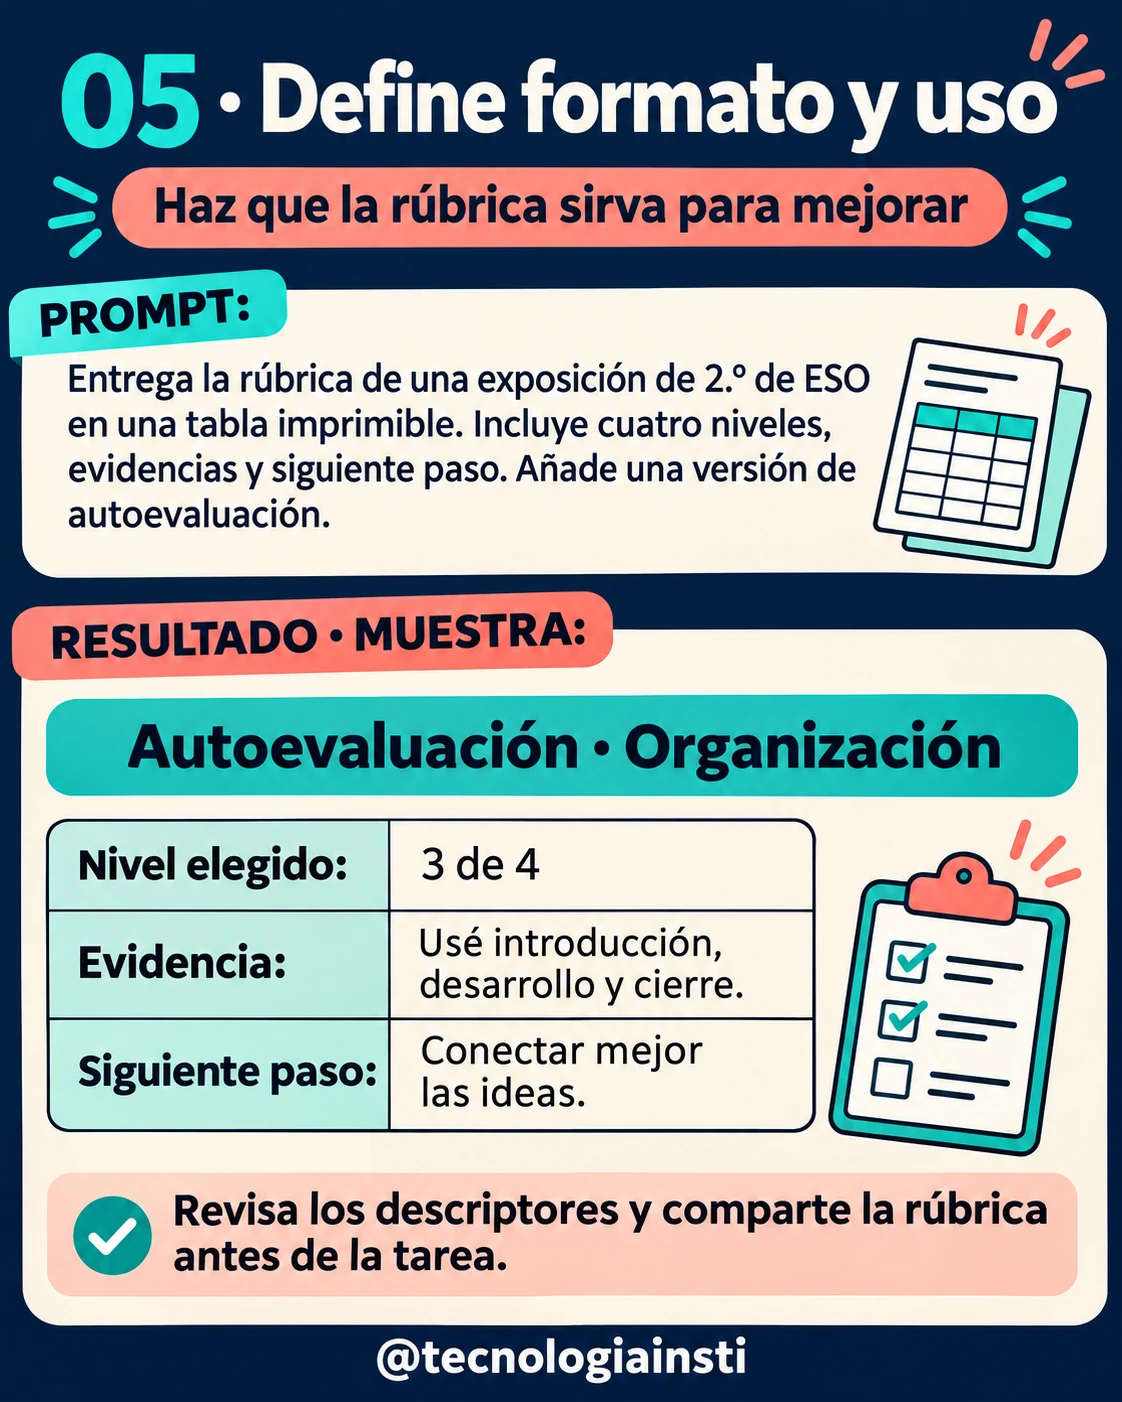 05 · Define formato y uso
Haz que la rúbrica sirva para mejorar
PROMPT:
Entrega la rúbrica de una exposición de 2.º de ESO
en una tabla imprimible. Incluye cuatro niveles,
evidencias y siguiente paso. Añade una versión de
autoevaluación.
RESULTADO · MUESTRA:
Autoevaluación · Organización
Nivel elegido: 3 de 4
Evidencia: Usé introducción,
desarrollo y cierre.
Siguiente paso: Conectar mejor
las ideas.
Revisa los descriptores y comparte la rúbrica
antes de la tarea.
@tecnologiainsti